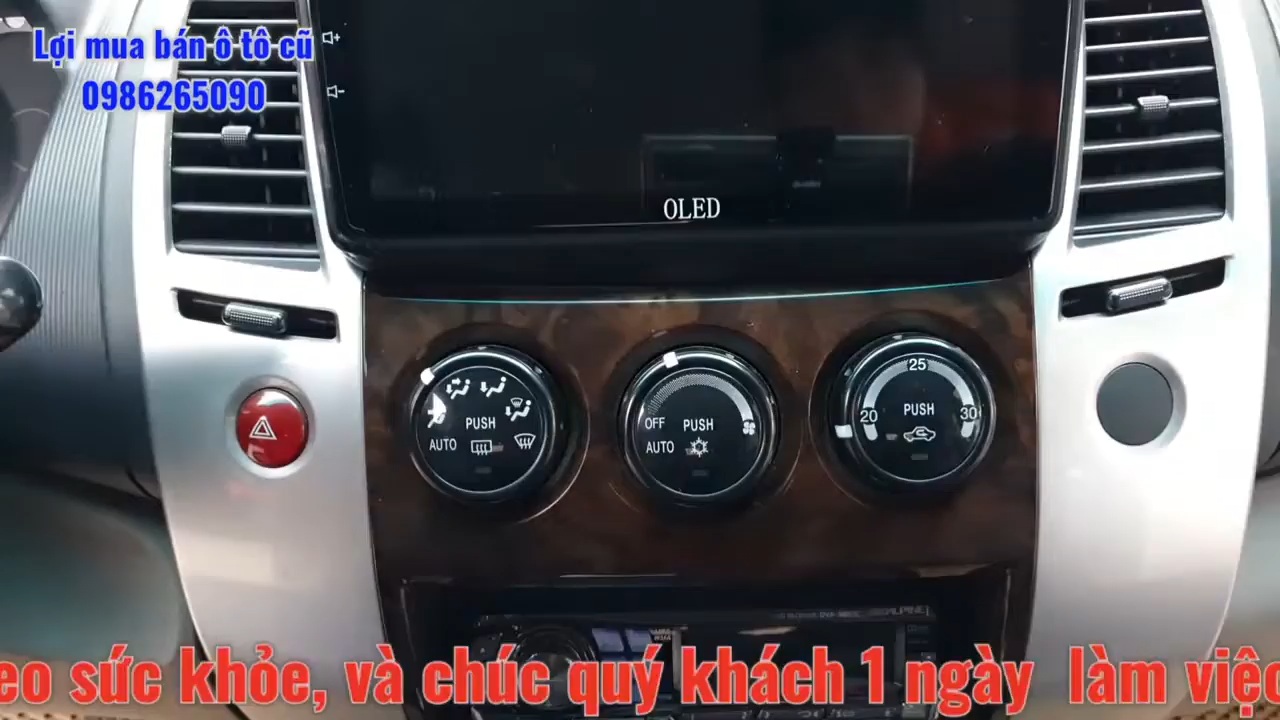 Lợi mua bán ô tô cũ
0986265090
OLED
PUSH
AUTO
OFF PUSH
AUTO
25
20 PUSH 30
ALPINE
eo sức khỏe, và chúc quý khách 1 ngày làm việc